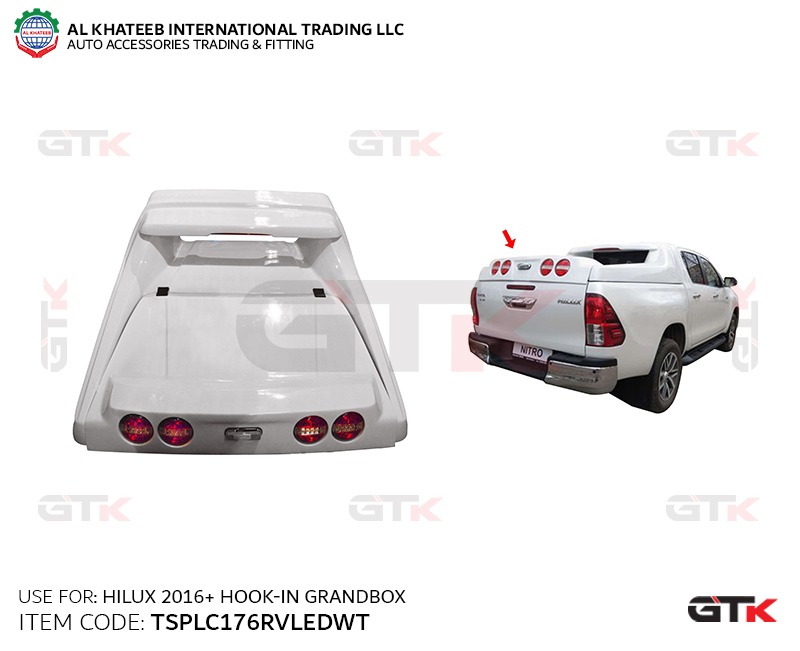 AL KHATEEB
AL KHATEEB INTERNATIONAL TRADING LLC
AUTO ACCESSORIES TRADING & FITTING
GTK GTK GTK
GTK GTK GTK
HILUX
NITRO
GTK GTK GTK
USE FOR: HILUX 2016+ HOOK-IN GRANDBOX
ITEM CODE: TSPLC176RVLEDWT
GTK